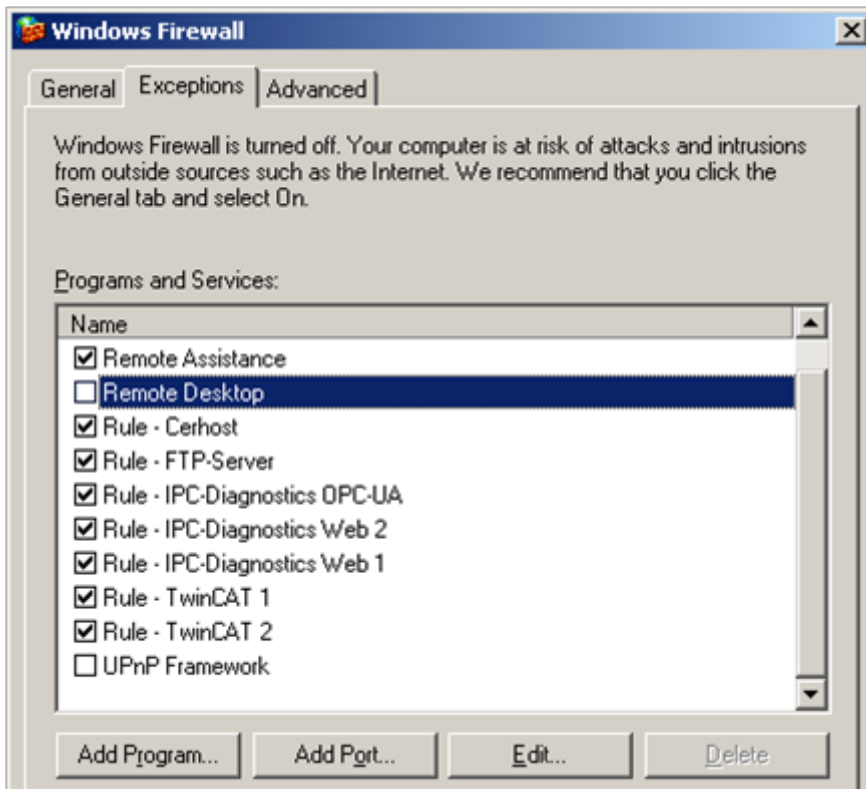 Windows Firewall
General Exceptions Advanced
Windows Firewall is turned off. Your computer is at risk of attacks and intrusions
from outside sources such as the Internet. We recommend that you click the
General tab and select On.
Programs and Services:
Name
Remote Assistance
Remote Desktop
Rule - Cerhost
Rule - FTP-Server
Rule - IPC-Diagnostics OPC-UA
Rule - IPC-Diagnostics Web 2
Rule - IPC-Diagnostics Web 1
Rule - TwinCAT 1
Rule - TwinCAT 2
UPnP Framework
Add Program... Add Port... Edit... Delete